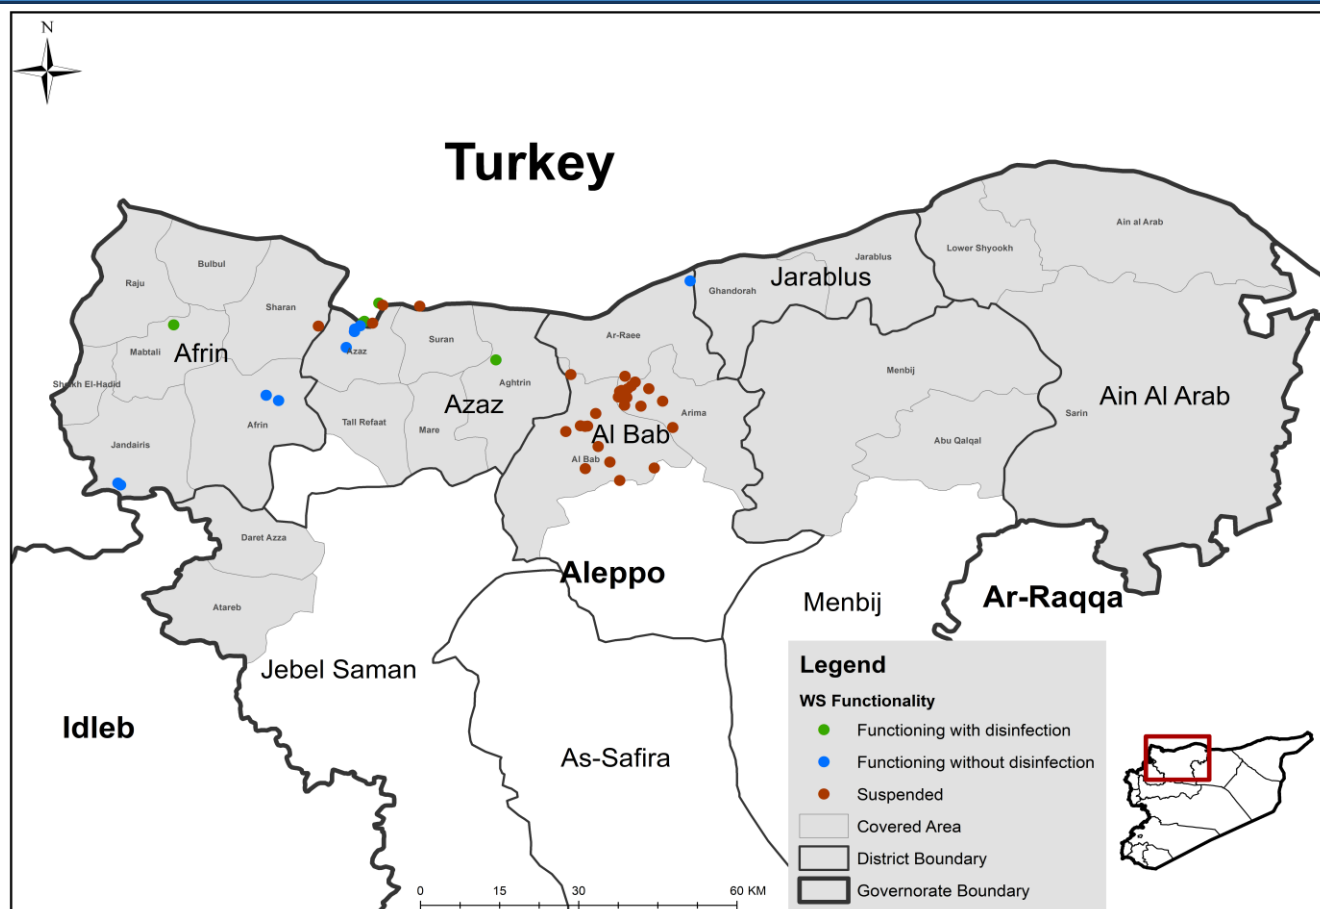 N
Turkey
Ain al Arab
Lower Shyookh
Jarablus
Bulbul
Jarablus
Raju
Ghandorah
Sharan
Ar-Raee
Suran
Mabtali
Afrin
Azaz
Menbij
Sheikh El-Hadid
Aghtrin
Ain Al Arab
Azaz
Arima
Sarin
Tall Refaat
Mare
Afrin
Al Bab
Jandairis
Abu Qalqal
Al Bab
Daret Azza
Aleppo
Ar-Raqqa
Menbij
Atareb
Jebel Saman
Idleb
As-Safira
Legend
WS Functionality
Functioning with disinfection
Functioning without disinfection
Suspended
Covered Area
District Boundary
Governorate Boundary
0 15 30 60 KM